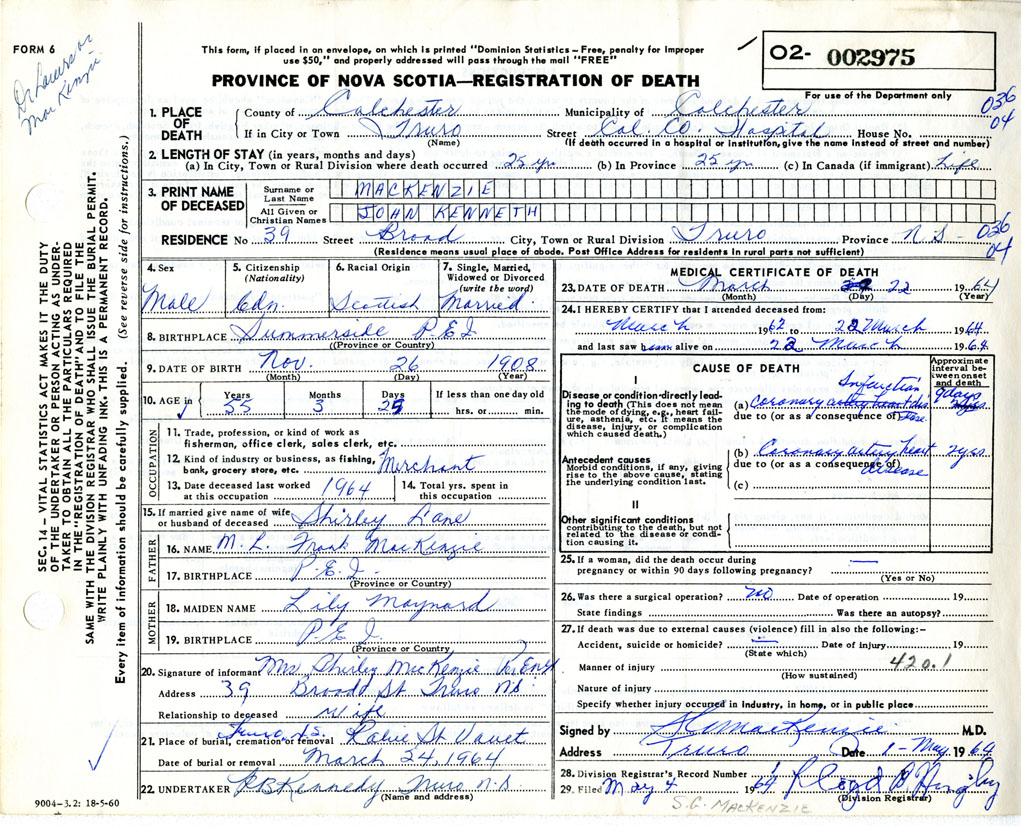 FORM 6
Dr Lawrence
MacKenzie
This form, if placed in an envelope, on which is printed "Dominion Statistics – Free, penalty for improper
use $50," and properly addressed will pass through the mail "FREE"
PROVINCE OF NOVA SCOTIA—REGISTRATION OF DEATH
02- 002975
For use of the Department only
036
04
1. PLACE OF DEATH
County of Colchester Municipality of Colchester
If in City or Town Truro Street Col. Co. Hospital House No.
(Name) (If death occurred in a hospital or institution, give the name instead of street and number)
2. LENGTH OF STAY (in years, months and days)
(a) In City, Town or Rural Division where death occurred 25 yrs (b) In Province 25 yrs (c) In Canada (if immigrant) Life
3. PRINT NAME OF DECEASED
Surname or Last Name MACKENZIE
All Given or Christian Names JOHN KENNETH
RESIDENCE No 39 Street Broad City, Town or Rural Division Truro Province N.S- 036
04
(Residence means usual place of abode. Post Office Address for residents in rural parts not sufficient)
4. Sex Male
5. Citizenship (Nationality) Cdn.
6. Racial Origin Scottish
7. Single, Married, Widowed or Divorced (write the word) Married
8. BIRTHPLACE Summerside P.E.I
(Province or Country)
9. DATE OF BIRTH Nov. 26 1908
(Month) (Day) (Year)
10. AGE in Years 55 Months 3 Days 25 If less than one day old hrs. or min.
OCCUPATION
11. Trade, profession, or kind of work as
fisherman, office clerk, sales clerk, etc.
12. Kind of industry or business, as fishing,
bank, grocery store, etc. Merchant
13. Date deceased last worked
at this occupation 1964
14. Total yrs. spent in
this occupation
15. If married give name of wife
or husband of deceased Shirley Lane
FATHER
16. NAME M. L. Frank MacKenzie
17. BIRTHPLACE P.E.I.
(Province or Country)
MOTHER
18. MAIDEN NAME Lily Maynard
19. BIRTHPLACE P.E.I
(Province or Country
20. Signature of informant Mrs Shirley MacKenzie
Address 39 Broadd St Truro N.S.
Relationship to deceased Wife
21. Place of burial, cremation or removal Truro, N.S.
Date of burial or removal March 24, 1964
22. UNDERTAKER Kennedy Truro N-S
(Name and address)
9004-3.2: 18-5-60
MEDICAL CERTIFICATE OF DEATH
23. DATE OF DEATH March 22 1964
(Month) (Day) (Year)
24. I HEREBY CERTIFY that I attended deceased from:
March 1962 to 22 March 1964
and last saw h alive on 22 March 1964
CAUSE OF DEATH
Approximate interval between onset and death
I
Disease or condition directly leading to death (This does not mean
the mode of dying, e.g., heart failure, asthenia, etc. It means the
disease, injury, or complication
which caused death.)
(a) Coronary Infarction 9 days
due to (or as a consequence of)
Antecedent causes
Morbid conditions, if any, giving
rise to the above cause, stating
the underlying condition last.
(b) Coronary artery heart disease 2 yrs
due to (or as a consequence of)
(c)
II
Other significant conditions
contributing to the death, but not
related to the disease or condition causing it.
25. If a woman, did the death occur during
pregnancy or within 90 days following pregnancy? —
(Yes or No)
26. Was there a surgical operation? no Date of operation 19
State findings Was there an autopsy?
27. If death was due to external causes (violence) fill in also the following:–
Accident, suicide or homicide? — Date of injury 19
(State which)
Manner of injury 420.1
(How sustained)
Nature of injury
Specify whether injury occurred in industry, in home, or in public place
Signed by S G MacKenzie M.D.
Address Truro Date 1-May 1964
28. Division Registrar's Record Number
29. Filed May 4 1964 Lloyd
(Division Registrar)
S.G. MACKENZIE
SEC. 14 – VITAL STATISTICS ACT MAKES IT THE DUTY
OF THE UNDERTAKER OR PERSON ACTING AS UNDERTAKER TO OBTAIN ALL THE PARTICULARS REQUIRED
IN THE "REGISTRATION OF DEATH" AND TO FILE THE
SAME WITH THE DIVISION REGISTRAR WHO SHALL ISSUE THE BURIAL PERMIT.
WRITE PLAINLY WITH UNFADING INK. THIS IS A PERMANENT RECORD.
Every item of information should be carefully supplied. (See reverse side for instructions.)